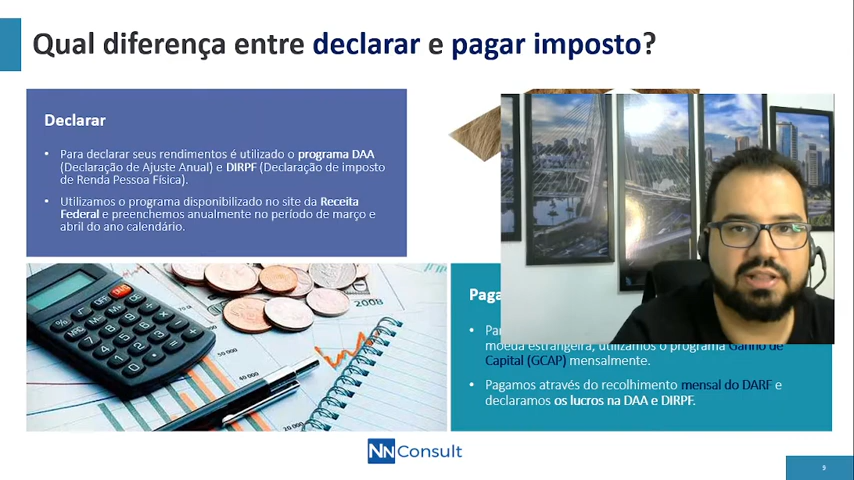 Qual diferença entre declarar e pagar imposto?
Declarar
• Para declarar seus rendimentos é utilizado o programa DAA
(Declaração de Ajuste Anual) e DIRPF (Declaração de imposto
de Renda Pessoa Física).
• Utilizamos o programa disponibilizado no site da Receita
Federal e preenchemos anualmente no período de março e
abril do ano calendário.
2008
moeda estrangeira, utilizamos o programa Ganho de
Capital (GCAP) mensalmente.
• Pagamos através do recolhimento mensal do DARF e
declaramos os lucros na DAA e DIRPF.
NN Consult
9